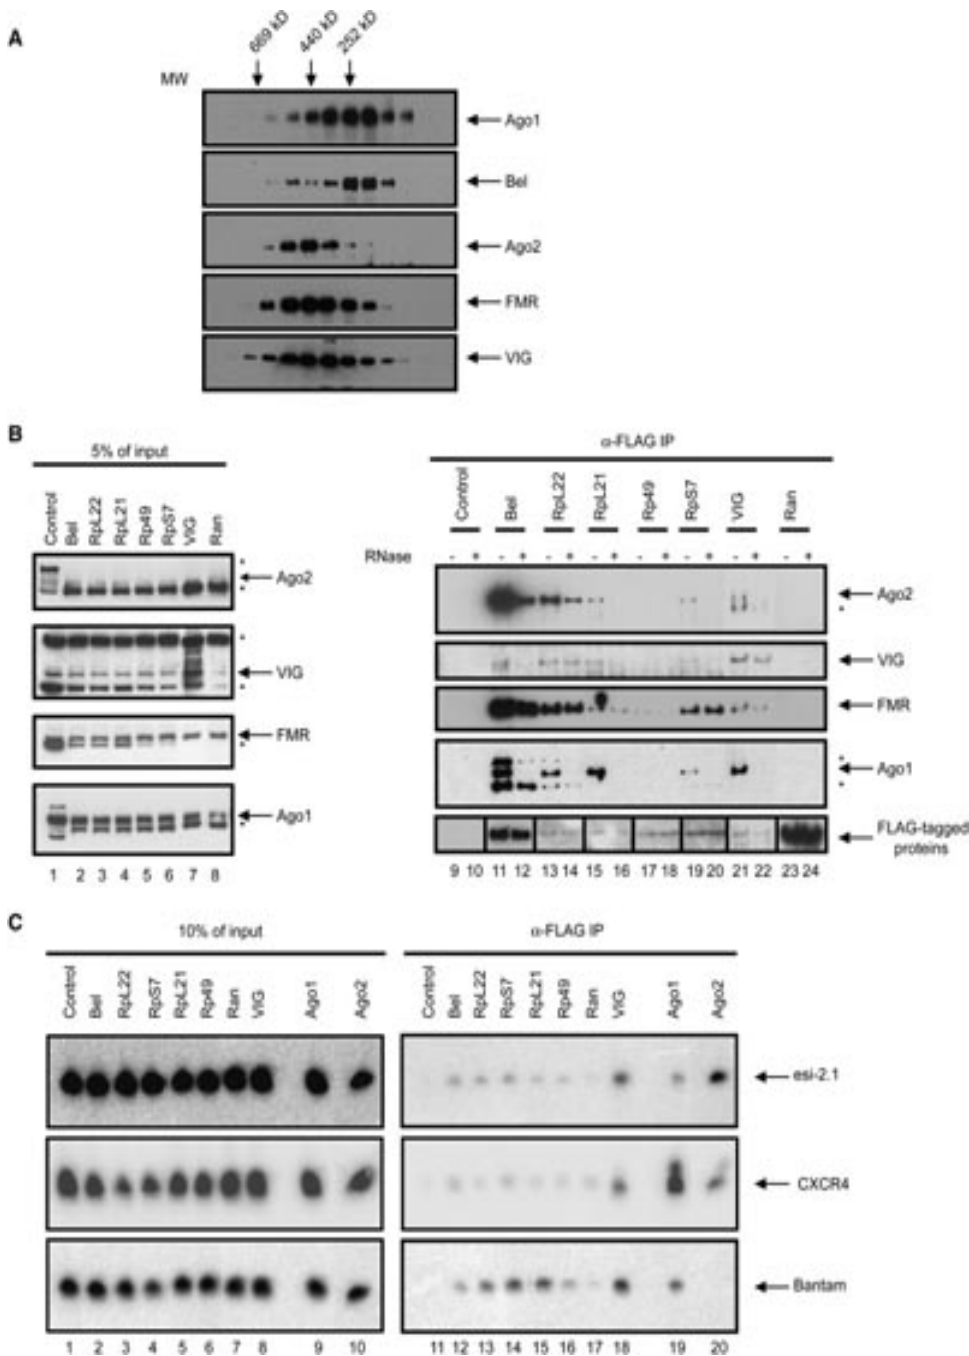 A
669 kD 440 kD 252 kD
MW
Ago1
Bel
Ago2
FMR
VIG
B
5% of input
α-FLAG IP
Control Bel RpL22 RpL21 Rp49 RpS7 VIG Ran
Control Bel RpL22 RpL21 Rp49 RpS7 VIG Ran
RNase - + - + - + - + - + - + - + - +
* Ago2 *
Ago2 *
* VIG *
VIG
FMR *
FMR
Ago1 *
* Ago1 *
FLAG-tagged
proteins
1 2 3 4 5 6 7 8
9 10 11 12 13 14 15 16 17 18 19 20 21 22 23 24
C
10% of input
α-FLAG IP
Control Bel RpL22 RpS7 RpL21 Rp49 Ran VIG Ago1 Ago2
Control Bel RpL22 RpS7 RpL21 Rp49 Ran VIG Ago1 Ago2
esi-2.1
CXCR4
Bantam
1 2 3 4 5 6 7 8 9 10
11 12 13 14 15 16 17 18 19 20